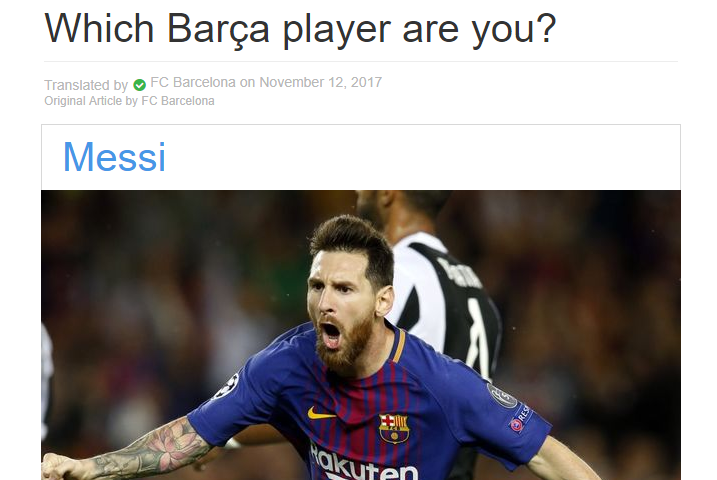 Which Barça player are you?
Translated by FC Barcelona on November 12, 2017
Original Article by FC Barcelona
Messi
Rakuten